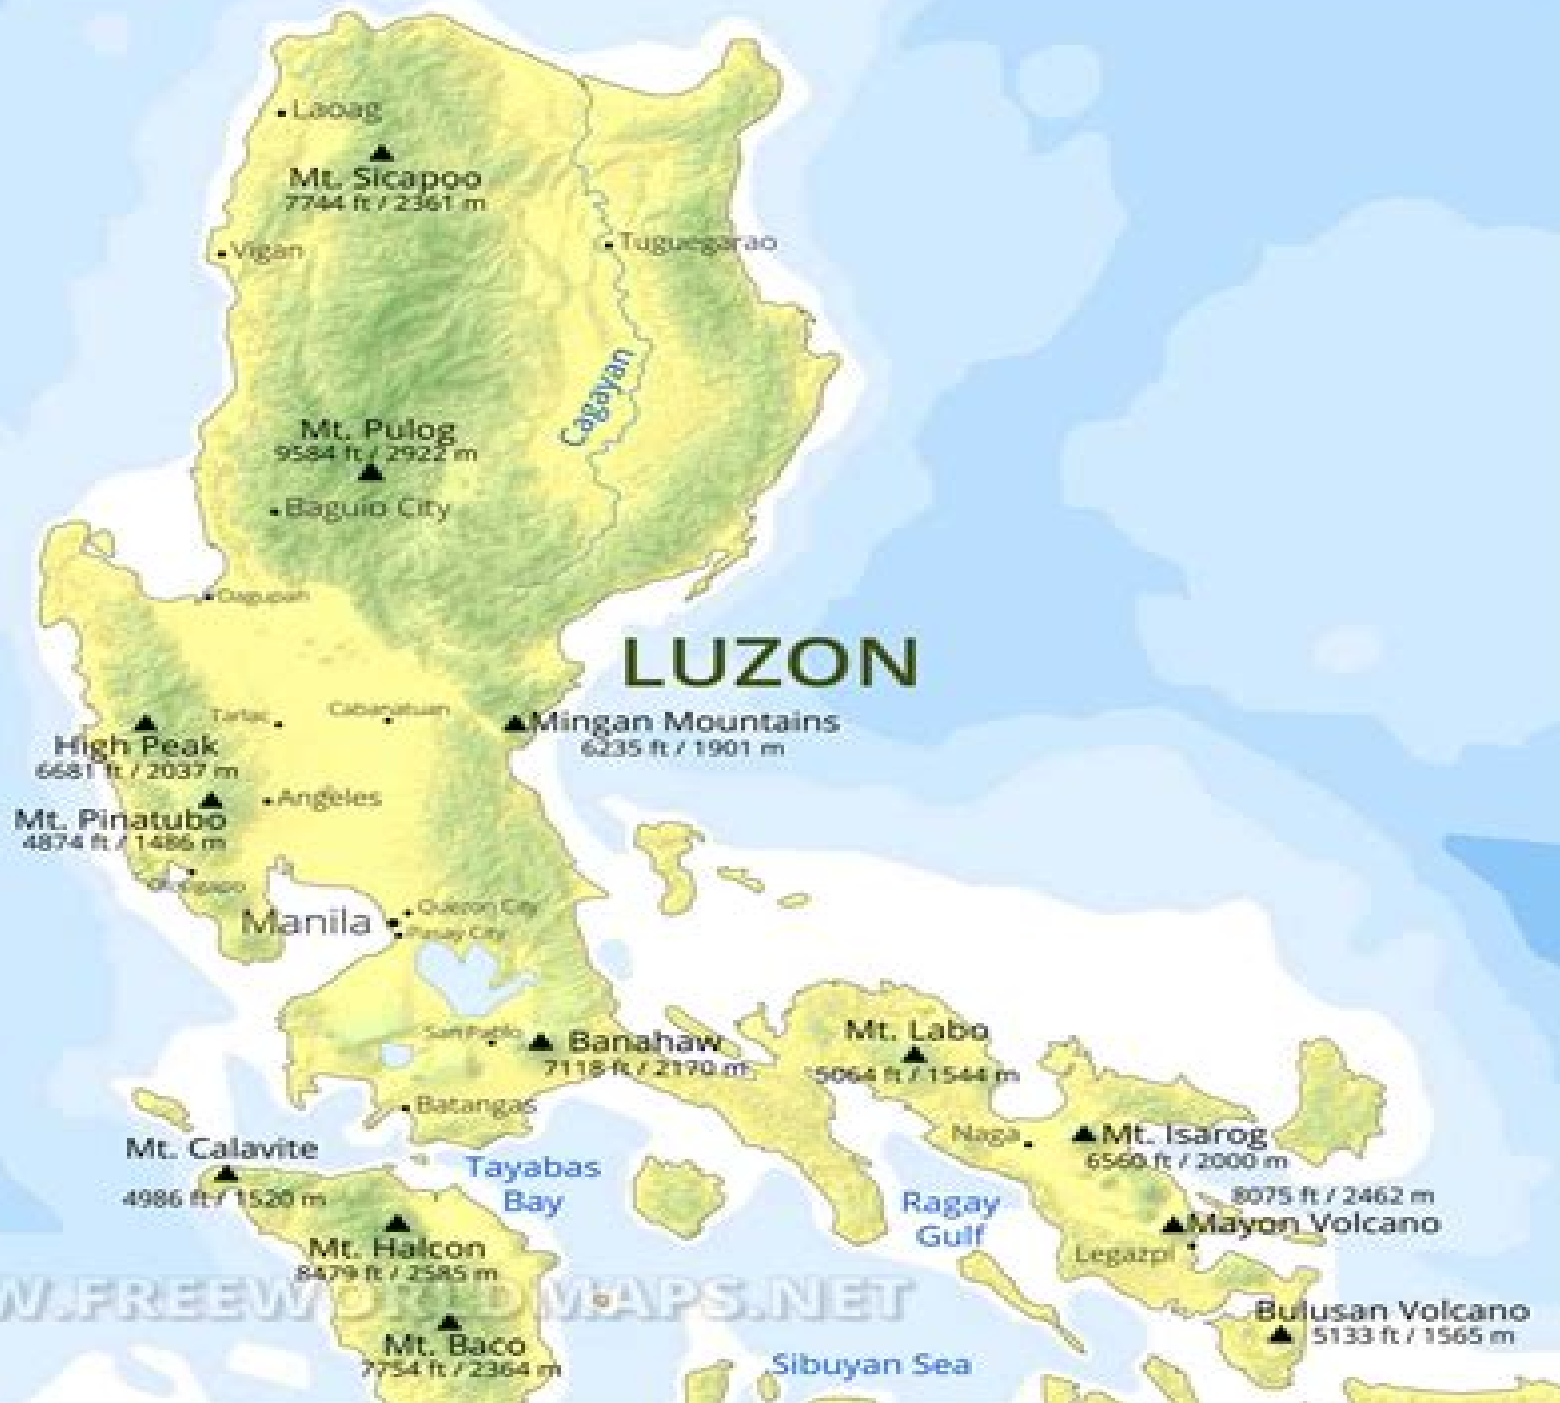 Laoag
Mt. Sicapoo
7744 ft / 2361 m
Vigan
Tuguegarao
Cagayan
Mt. Pulog
9584 ft / 2922 m
Baguio City
Dagupan
LUZON
Tarlac
Cabanatuan
Mingan Mountains
6235 ft / 1901 m
High Peak
6681 ft / 2037 m
Angeles
Mt. Pinatubo
4874 ft / 1486 m
Olongapo
Quezon City
Manila
Pasay City
San Pablo
Banahaw
7118 ft / 2170 m
Mt. Labo
5064 ft / 1544 m
Batangas
Naga
Mt. Isarog
6560 ft / 2000 m
Mt. Calavite
4986 ft / 1520 m
Tayabas
Bay
Ragay
Gulf
8075 ft / 2462 m
Mayon Volcano
Legazpi
Mt. Halcon
8479 ft / 2585 m
W.FREEWORLDMAPS.NET
Bulusan Volcano
5133 ft / 1565 m
Mt. Baco
7754 ft / 2364 m
Sibuyan Sea